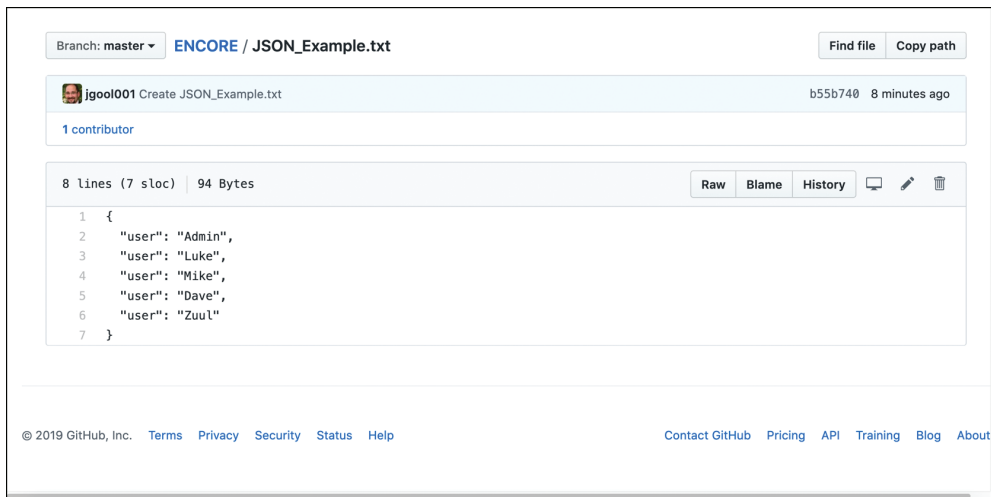 Branch: master ENCORE / JSON_Example.txt Find file Copy path
jgool001 Create JSON_Example.txt b55b740 8 minutes ago
1 contributor
8 lines (7 sloc) 94 Bytes Raw Blame History
1 {
2 "user": "Admin",
3 "user": "Luke",
4 "user": "Mike",
5 "user": "Dave",
6 "user": "Zuul"
7 }
© 2019 GitHub, Inc. Terms Privacy Security Status Help Contact GitHub Pricing API Training Blog About